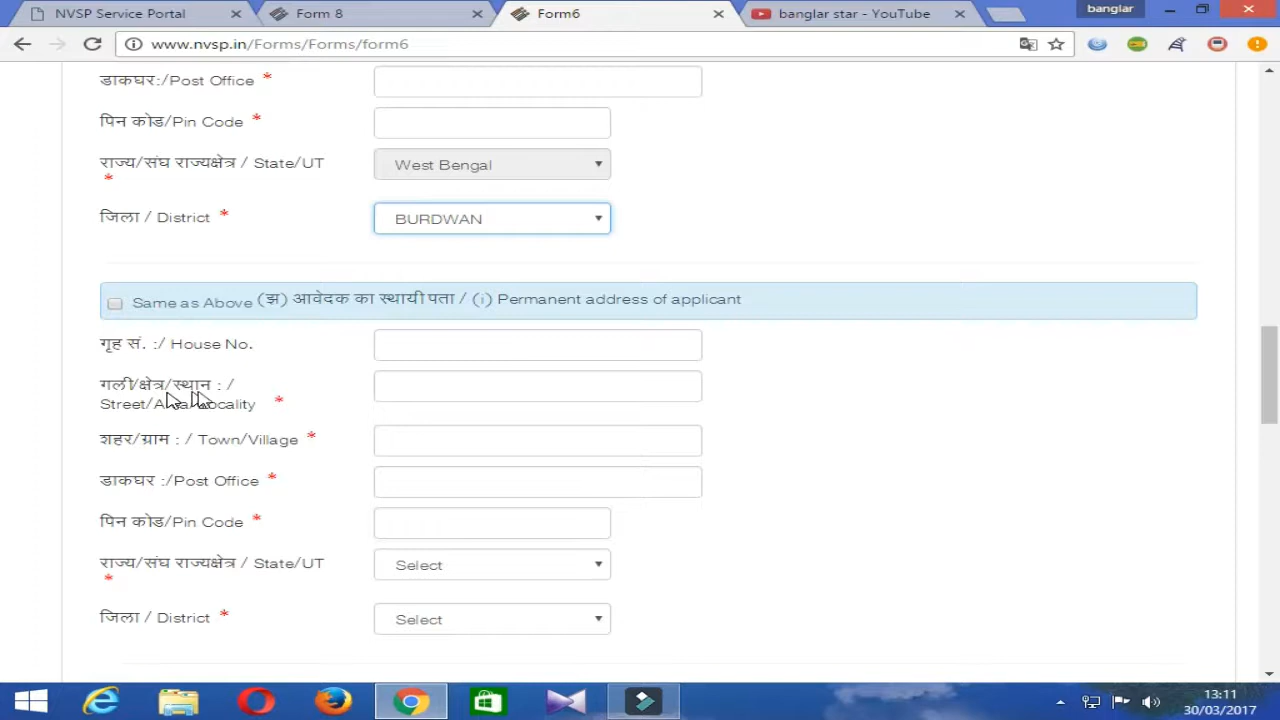 NVSP Service Portal
Form 8
Form6
banglar star - YouTube
banglar
www.nvsp.in/Forms/Forms/form6
डाकघर:/Post Office *
पिन कोड/Pin Code *
राज्य/संघ राज्यक्षेत्र / State/UT
*
West Bengal
जिला / District *
BURDWAN
Same as Above (झ) आवेदक का स्थायी पता / (i) Permanent address of applicant
गृह सं. :/ House No.
गली/क्षेत्र/स्थान : /
Street/Area/Locality *
शहर/ग्राम : / Town/Village *
डाकघर :/Post Office *
पिन कोड/Pin Code *
राज्य/संघ राज्यक्षेत्र / State/UT
*
Select
जिला / District *
Select
13:11
30/03/2017